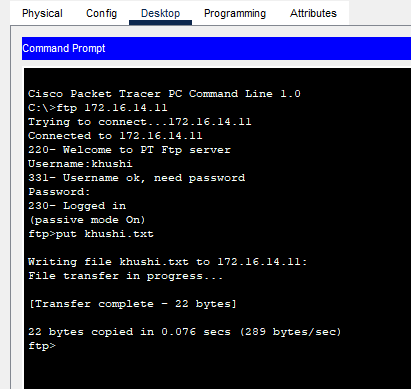 Physical Config Desktop Programming Attributes
Command Prompt
Cisco Packet Tracer PC Command Line 1.0
C:\>ftp 172.16.14.11
Trying to connect...172.16.14.11
Connected to 172.16.14.11
220- Welcome to PT Ftp server
Username:khushi
331- Username ok, need password
Password:
230- Logged in
(passive mode On)
ftp>put khushi.txt
Writing file khushi.txt to 172.16.14.11:
File transfer in progress...
[Transfer complete - 22 bytes]
22 bytes copied in 0.076 secs (289 bytes/sec)
ftp>